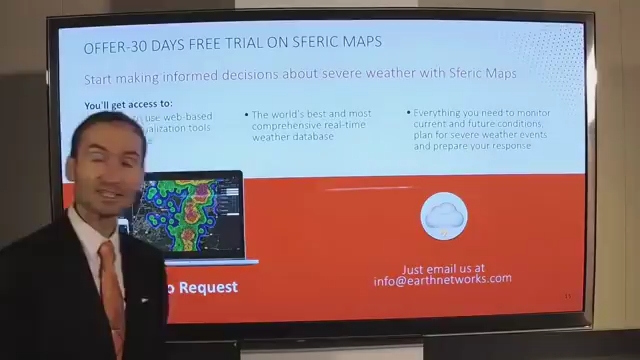 OFFER-30 DAYS FREE TRIAL ON SFERIC MAPS
Start making informed decisions about severe weather with Sferic Maps
You'll get access to:
to use web-based
tools
• The world's best and most
comprehensive real-time
weather database
• Everything you need to monitor
current and future conditions,
plan for severe weather events
and prepare your response.
o Request
Just email us at
info@earthnetworks.com